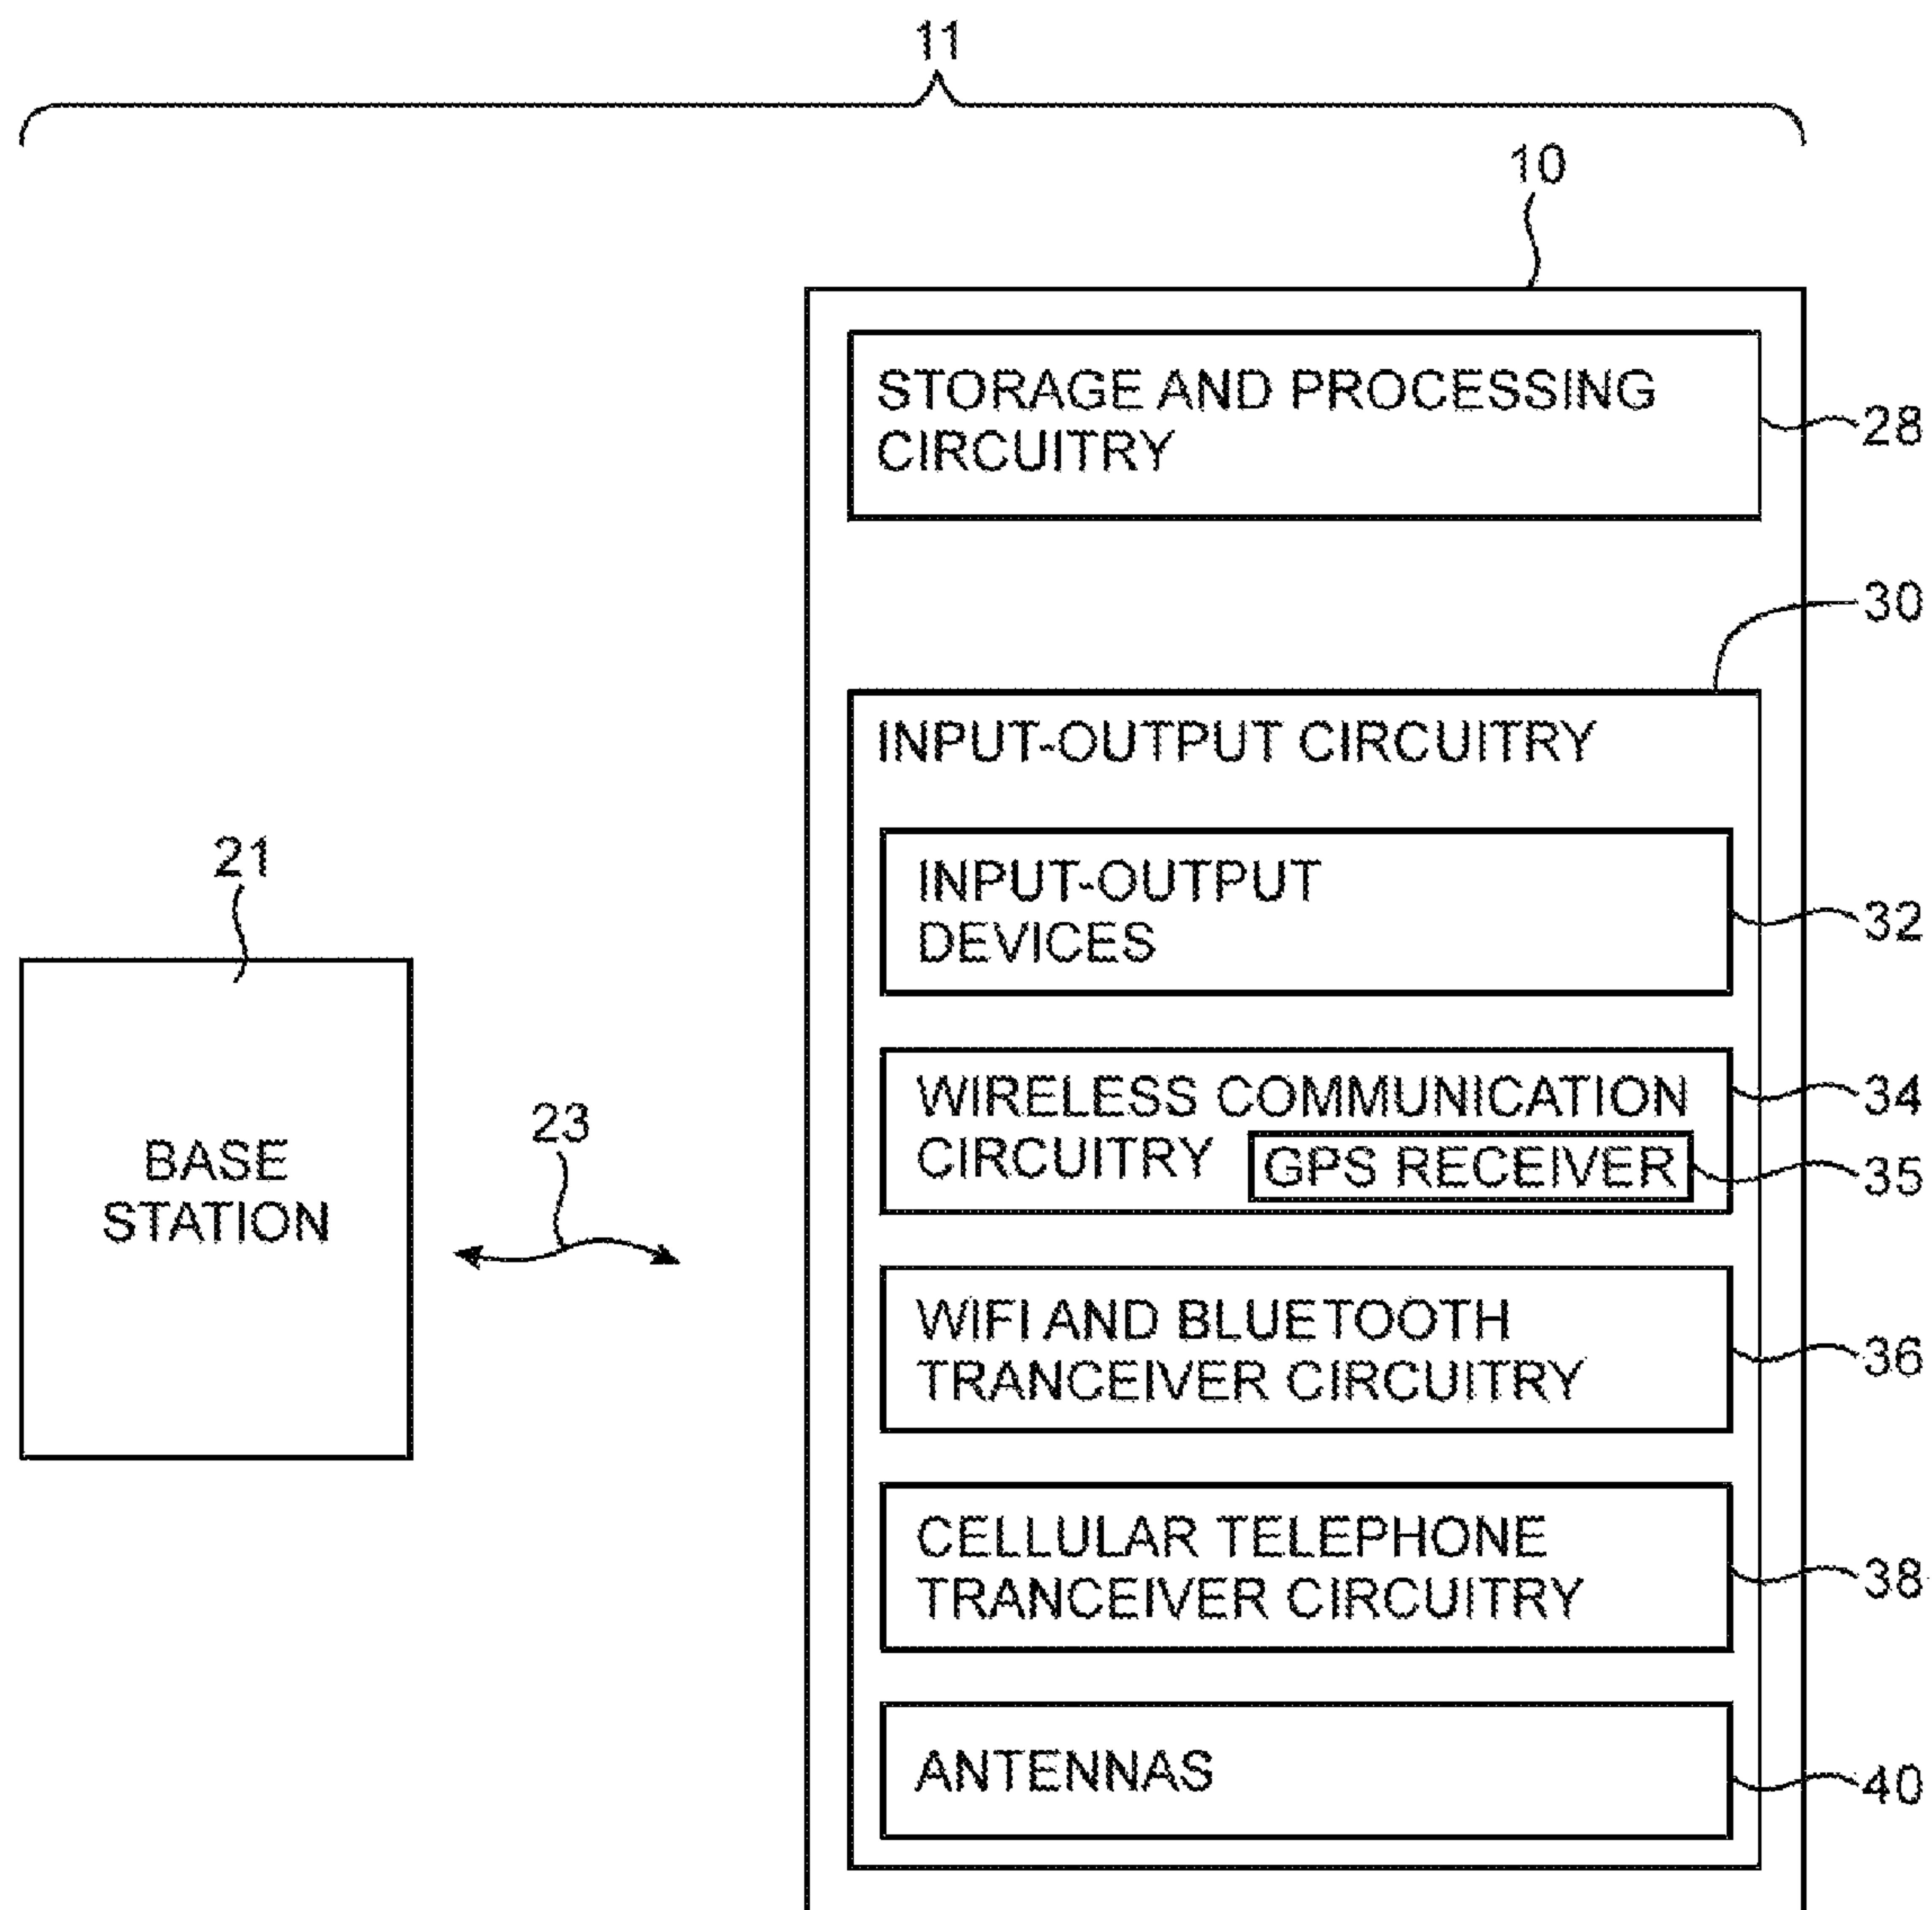 11
10
STORAGE AND PROCESSING
CIRCUITRY
28
30
INPUT-OUTPUT CIRCUITRY
INPUT-OUTPUT
DEVICES
32
21
BASE
STATION
23
WIRELESS COMMUNICATION
CIRCUITRY
34
GPS RECEIVER
35
WIFI AND BLUETOOTH
TRANCEIVER CIRCUITRY
36
CELLULAR TELEPHONE
TRANCEIVER CIRCUITRY
38
ANTENNAS
40